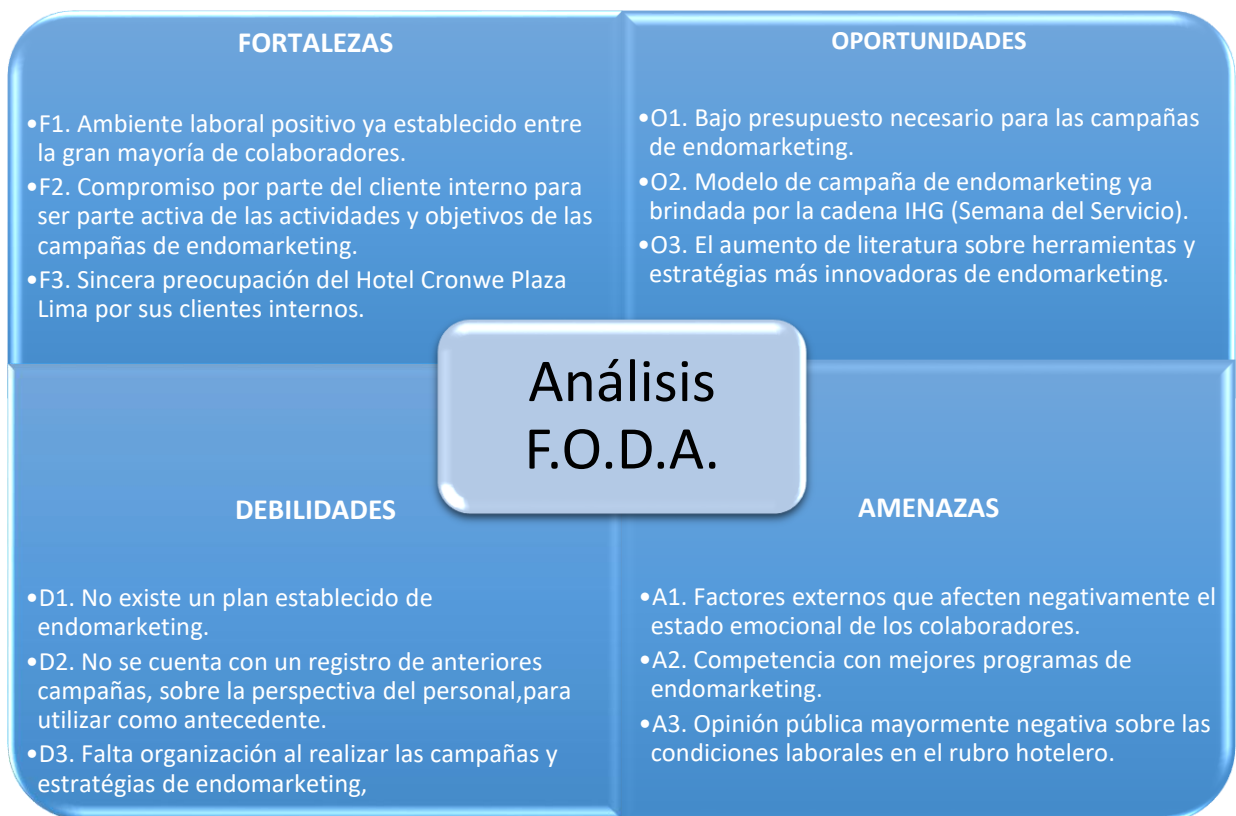 FORTALEZAS
•F1. Ambiente laboral positivo ya establecido entre
la gran mayoría de colaboradores.
•F2. Compromiso por parte del cliente interno para
ser parte activa de las actividades y objetivos de las
campañas de endomarketing.
•F3. Sincera preocupación del Hotel Cronwe Plaza
Lima por sus clientes internos.
OPORTUNIDADES
•O1. Bajo presupuesto necesario para las campañas
de endomarketing.
•O2. Modelo de campaña de endomarketing ya
brindada por la cadena IHG (Semana del Servicio).
•O3. El aumento de literatura sobre herramientas y
estratégias más innovadoras de endomarketing.
Análisis
F.O.D.A.
DEBILIDADES
•D1. No existe un plan establecido de
endomarketing.
•D2. No se cuenta con un registro de anteriores
campañas, sobre la perspectiva del personal,para
utilizar como antecedente.
•D3. Falta organización al realizar las campañas y
estratégias de endomarketing,
AMENAZAS
•A1. Factores externos que afecten negativamente el
estado emocional de los colaboradores.
•A2. Competencia con mejores programas de
endomarketing.
•A3. Opinión pública mayormente negativa sobre las
condiciones laborales en el rubro hotelero.